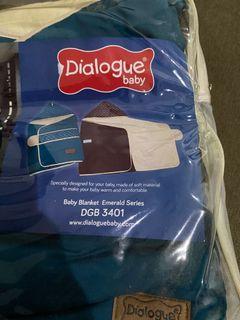 Dialogue
baby
Specially designed for your baby, made of soft material
to make your baby warm and comfortable.
Baby Blanket Emerald Series
DGB 3401
www.dialoguebaby.com
Dialogue